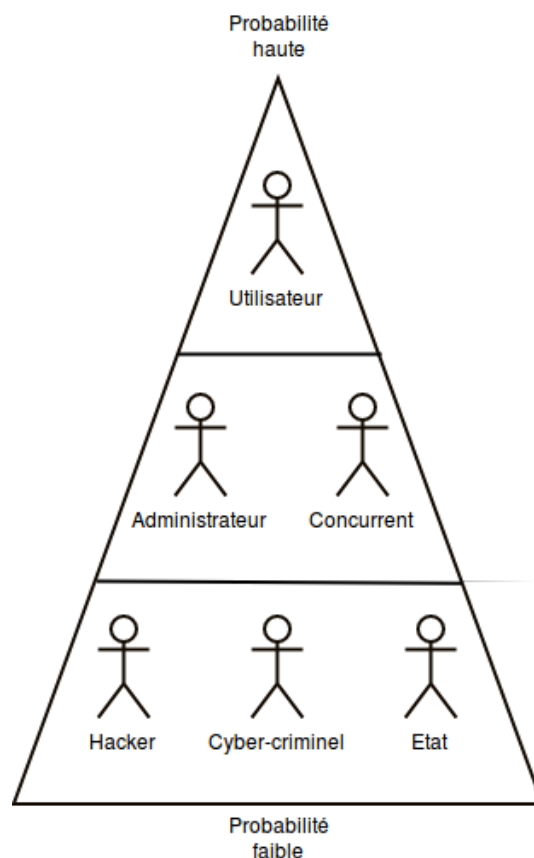 Probabilité
haute
Utilisateur
Administrateur
Concurrent
Hacker
Cyber-criminel
Etat
Probabilité
faible